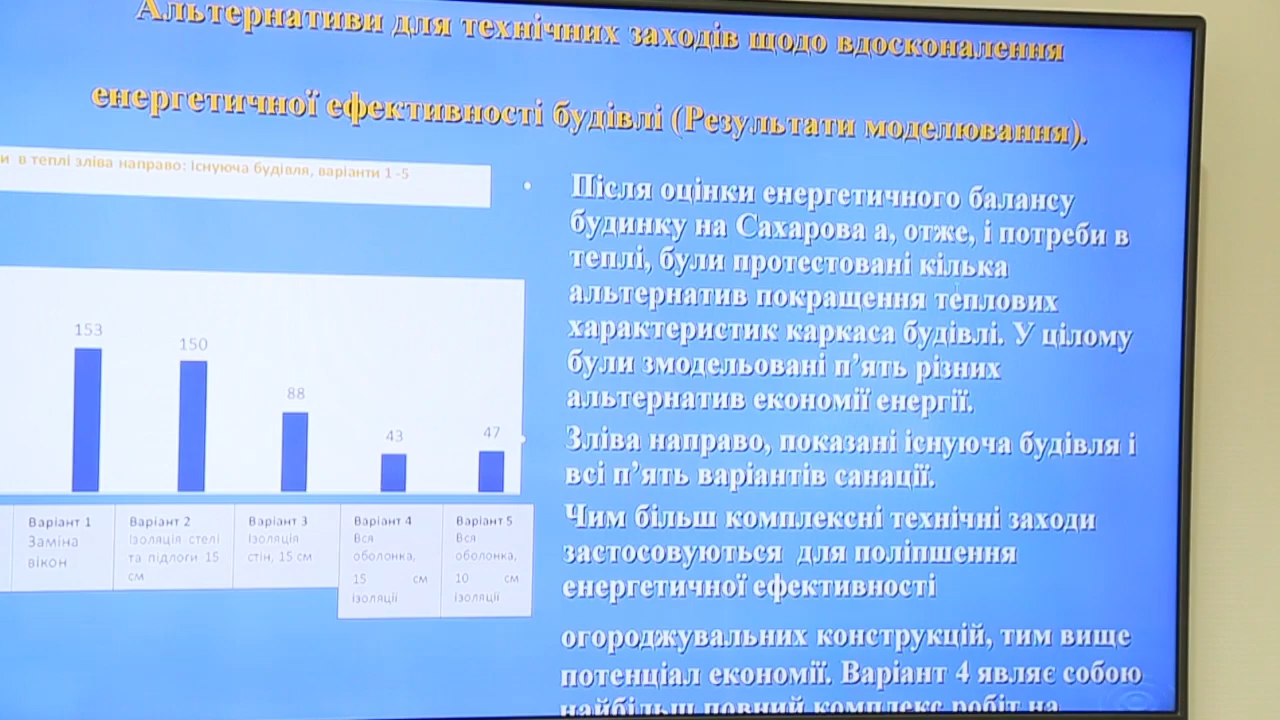 Альтернативи для технічних заходів щодо вдосконалення
енергетичної ефективності будівлі (Результати моделювання).
и в теплі зліва направо: Існуюча будівля, варіанти 1-5
153
150
88
43
47
Варіант 1
Заміна
вікон
Варіант 2
Ізоляція стелі
та підлоги 15
см
Варіант 3
Ізоляція
стін, 15 см
Варіант 4
Вся
оболонка,
15 см
ізоляції
Варіант 5
Вся
оболонка,
10 см
ізоляції
• Після оцінки енергетичного балансу
будинку на Сахарова а, отже, і потреби в
теплі, були протестовані кілька
альтернатив покращення теплових
характеристик каркаса будівлі. У цілому
були змодельовані п’ять різних
альтернатив економії енергії.
• Зліва направо, показані існуюча будівля і
всі п’ять варіантів санації.
Чим більш комплексні технічні заходи
застосовуються для поліпшення
енергетичної ефективності
огороджувальних конструкцій, тим вище
потенціал економії. Варіант 4 являє собою
найбільш повний комплекс робіт на